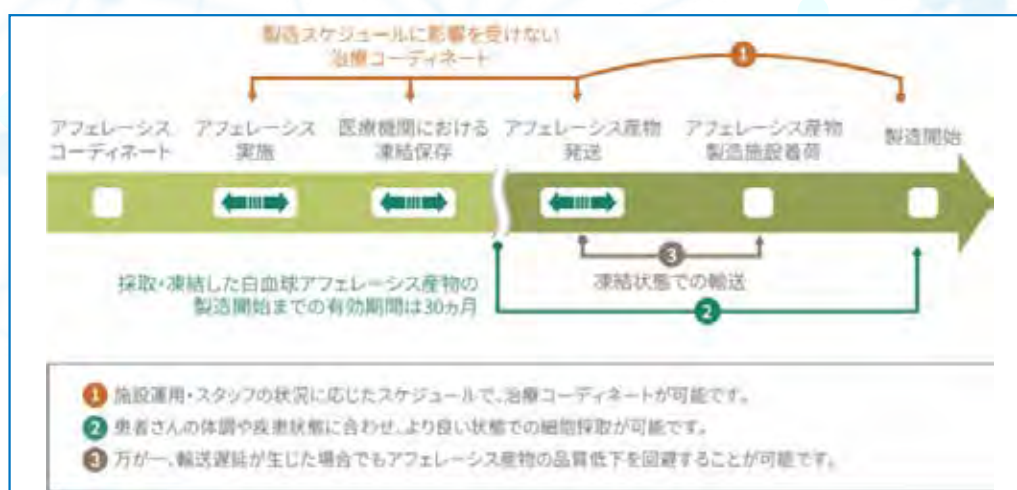 製造スケジュールに影響を受けない
治療コーディネート
1
アフェレーシス
コーディネート
アフェレーシス
実施
医療機関における
凍結保存
アフェレーシス産物
発送
アフェレーシス産物
製造施設着荷
製造開始
3
凍結状態での輸送
採取・凍結した白血球アフェレーシス産物の
製造開始までの有効期間は30ヵ月
2
1 施設運用・スタッフの状況に応じたスケジュールで、治療コーディネートが可能です。
2 患者さんの体調や疾患状態に合わせ、より良い状態での細胞採取が可能です。
3 万が一、輸送遅延が生じた場合でもアフェレーシス産物の品質低下を回避することが可能です。